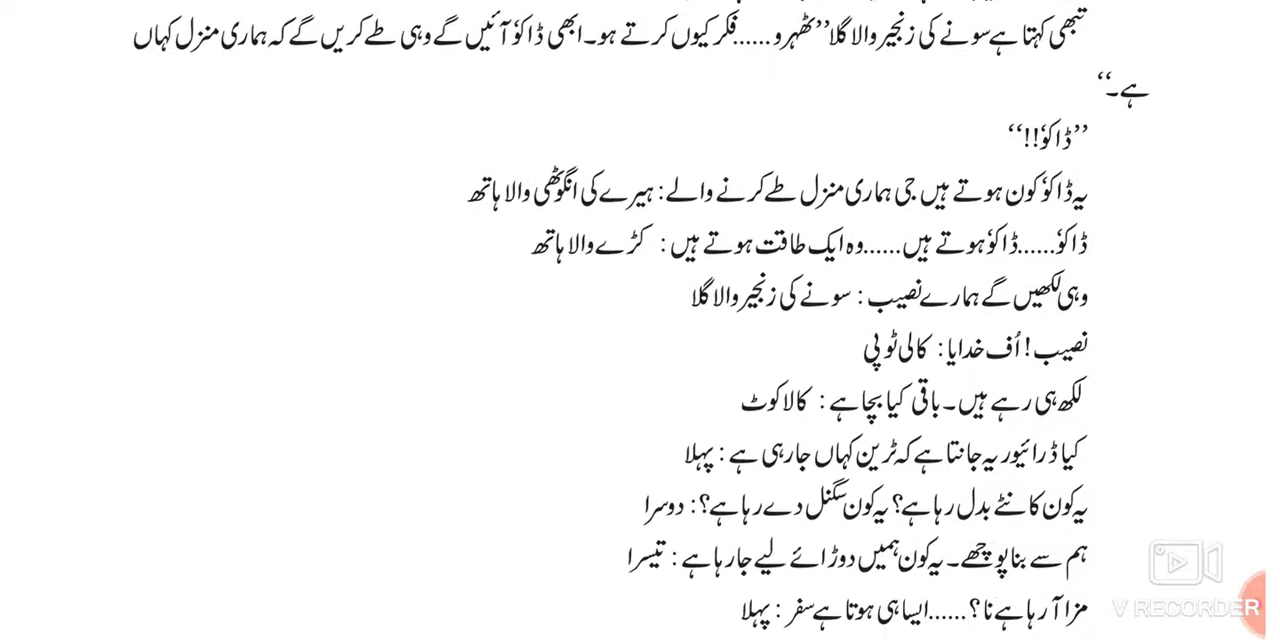 تبھی کہتا ہے سونے کی زنجیر والا گلا’’ٹھہرو......فکر کیوں کرتے ہو۔ ابھی ڈاکوٗ آئیں گے وہی طے کریں گے کہ ہماری منزل کہاں
ہے۔‘‘
’’ڈاکوٗ!!‘‘
یہ ڈاکوٗ کون ہوتے ہیں جی ہماری منزل طے کرنے والے: ہیرے کی انگوٹھی والا ہاتھ
ڈاکوٗ......ڈاکوٗ ہوتے ہیں......وہ ایک طاقت ہوتے ہیں: کڑے والا ہاتھ
وہی لکھیں گے ہمارے نصیب: سونے کی زنجیر والا گلا
نصیب! اُف خدایا: کالی ٹوپی
لکھ ہی رہے ہیں۔ باقی کیا بچا ہے: کالا کوٹ
کیا ڈرائیور یہ جانتا ہے کہ ٹرین کہاں جارہی ہے: پہلا
یہ کون کانٹے بدل رہا ہے؟ یہ کون سگنل دے رہا ہے؟: دوسرا
ہم سے بنا پوچھے۔ یہ کون ہمیں دوڑائے لیے جارہا ہے: تیسرا
مزا آرہا ہے نا؟......ایسا ہی ہوتا ہے سفر: پہلا
V RECORDER